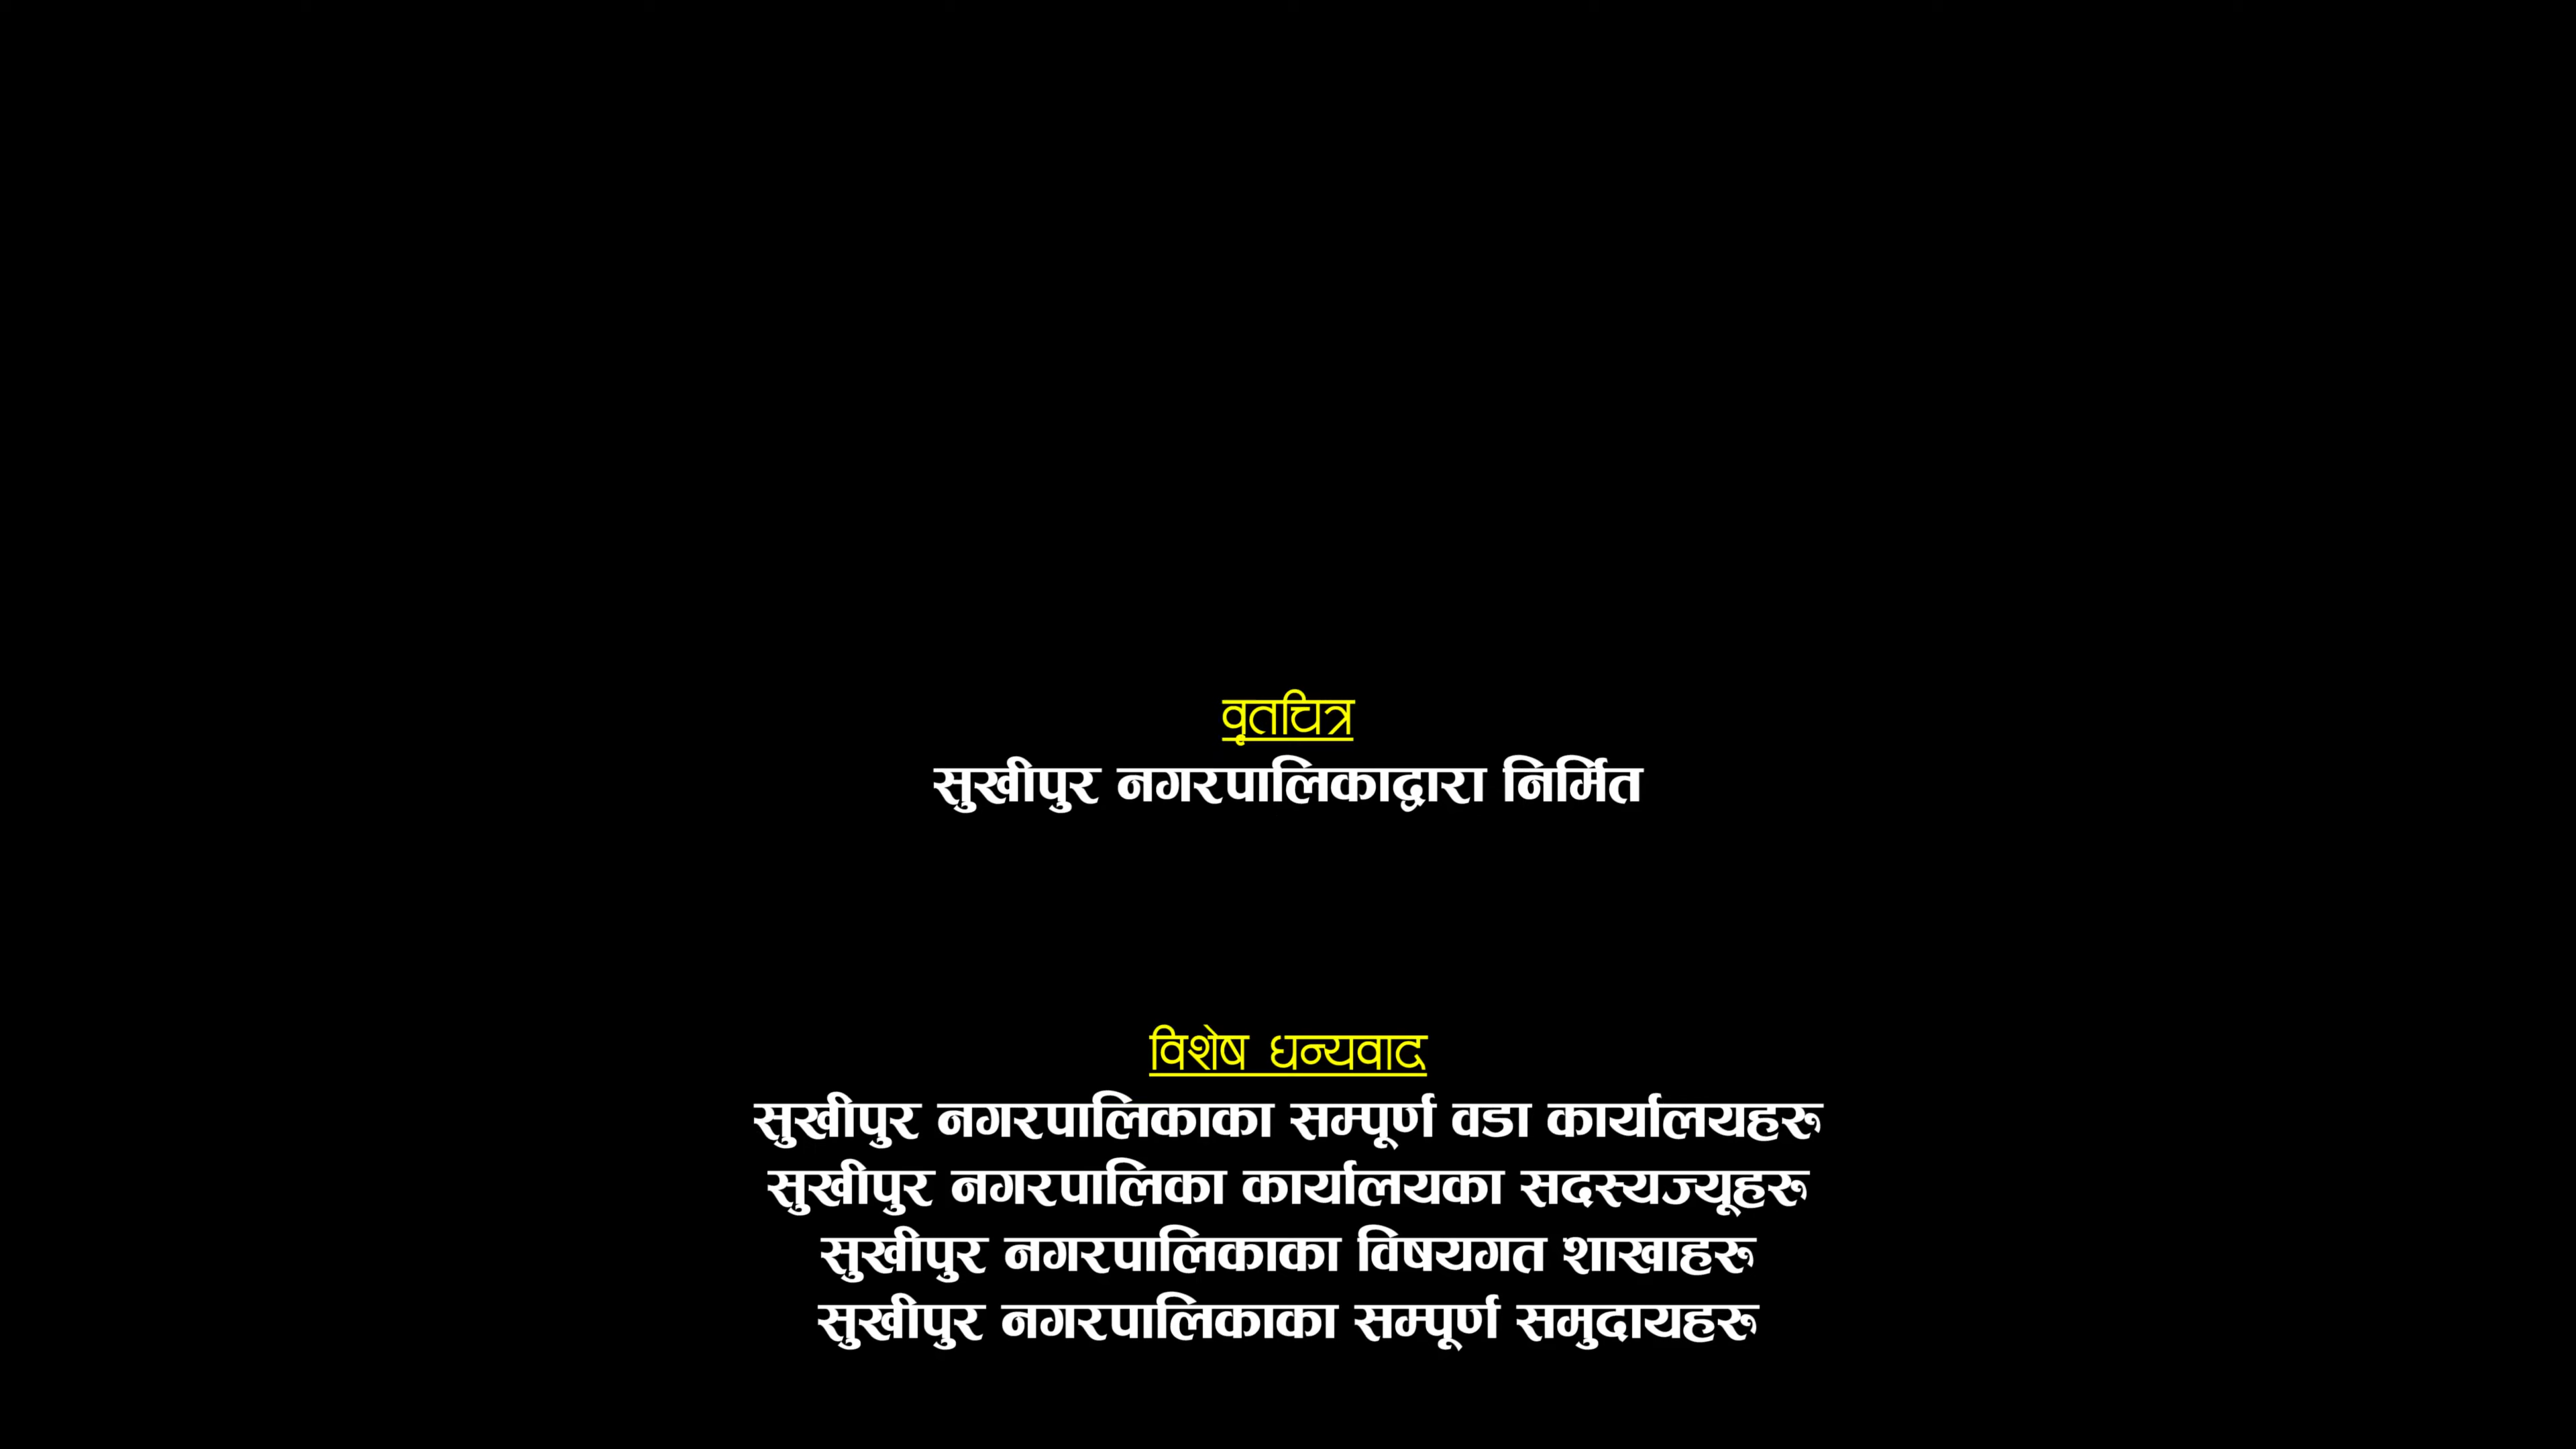 वृतचित्र
सुखीपुर नगरपालिकाद्वारा निर्मित
विशेष धन्यवाद
सुखीपुर नगरपालिकाका सम्पूर्ण वडा कार्यालयहरू
सुखीपुर नगरपालिका कार्यालयका सदस्यज्यूहरू
सुखीपुर नगरपालिकाका विषयगत शाखाहरू
सुखीपुर नगरपालिकाका सम्पूर्ण समुदायहरू